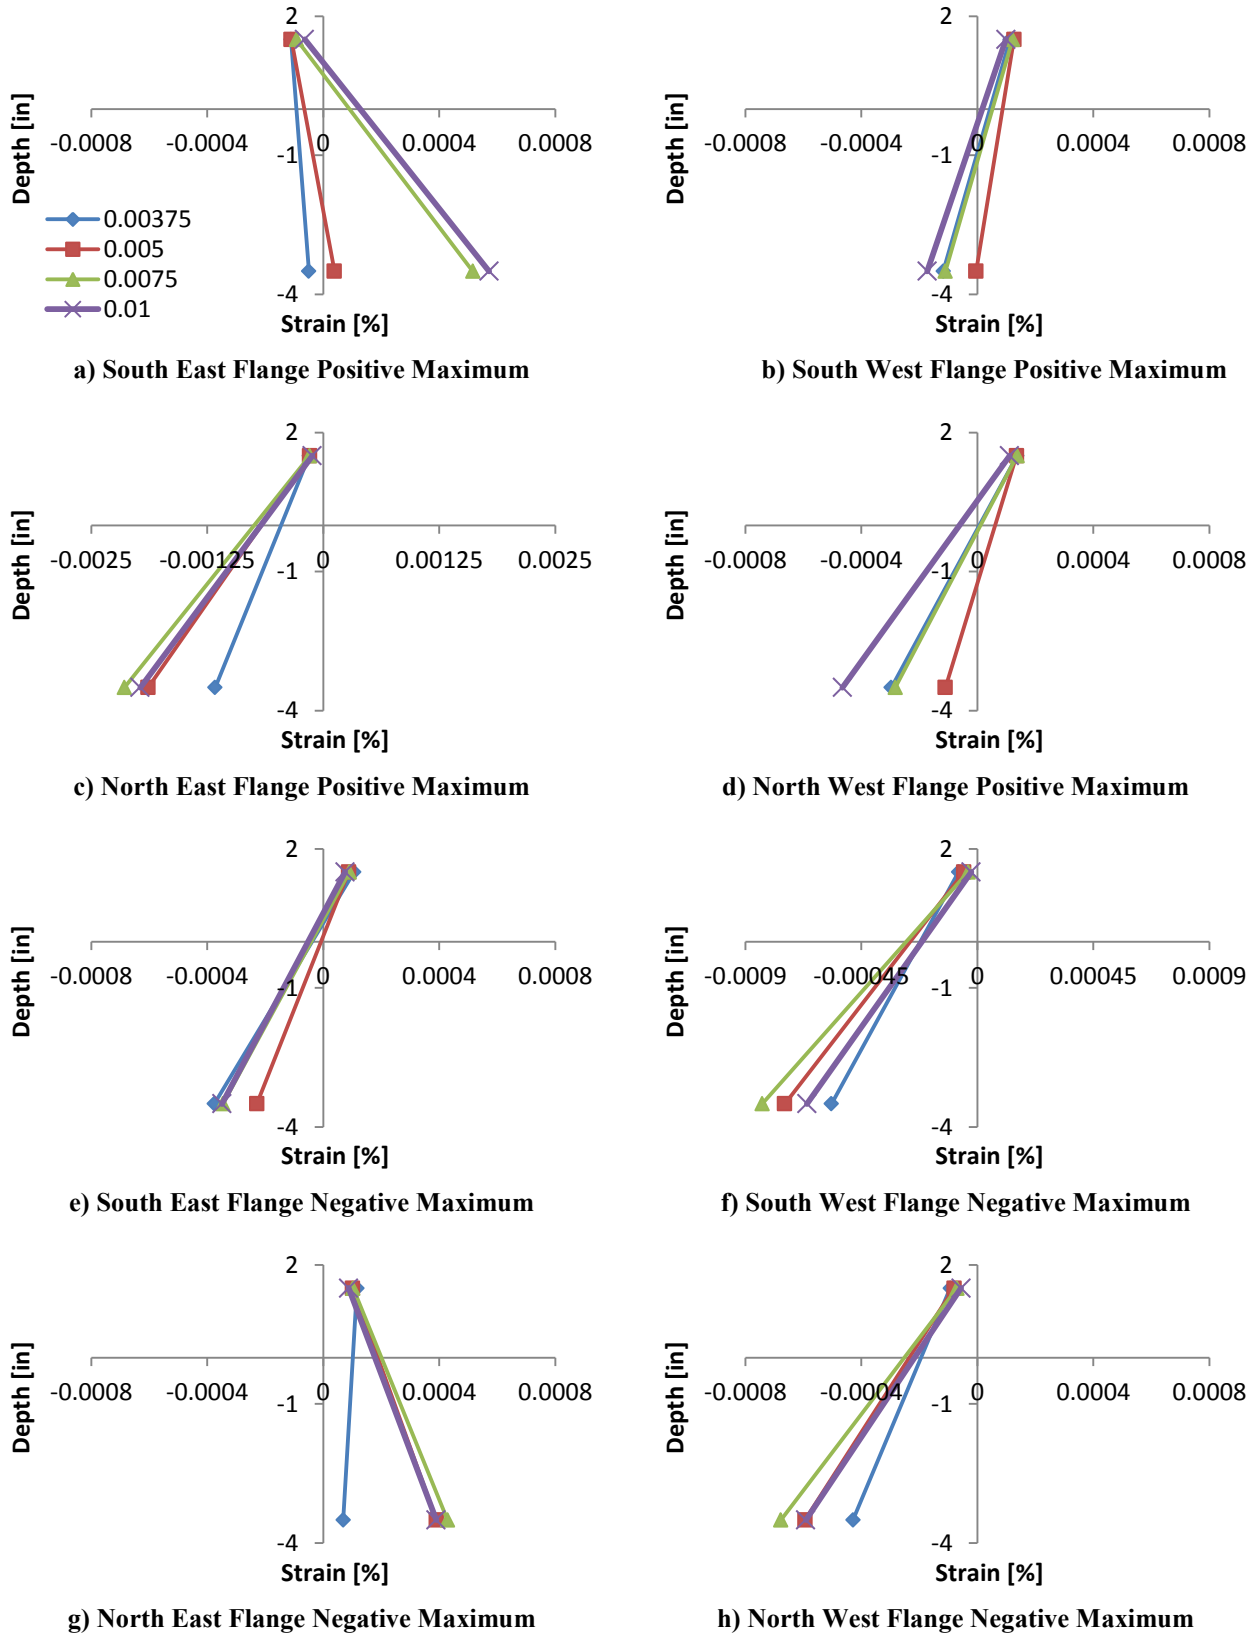 2
-0.0008 -0.0004 0 0.0004 0.0008
-1
-4
Depth [in]
0.00375
0.005
0.0075
0.01
Strain [%]
a) South East Flange Positive Maximum
2
-0.0008 -0.0004 0 0.0004 0.0008
-1
-4
Depth [in]
Strain [%]
b) South West Flange Positive Maximum
2
-0.0025 -0.00125 0 0.00125 0.0025
-1
-4
Depth [in]
Strain [%]
c) North East Flange Positive Maximum
2
-0.0008 -0.0004 0 0.0004 0.0008
-1
-4
Depth [in]
Strain [%]
d) North West Flange Positive Maximum
2
-0.0008 -0.0004 0 0.0004 0.0008
-1
-4
Depth [in]
Strain [%]
e) South East Flange Negative Maximum
2
-0.0009 -0.00045 0 0.00045 0.0009
-1
-4
Depth [in]
Strain [%]
f) South West Flange Negative Maximum
2
-0.0008 -0.0004 0 0.0004 0.0008
-1
-4
Depth [in]
Strain [%]
g) North East Flange Negative Maximum
2
-0.0008 -0.0004 0 0.0004 0.0008
-1
-4
Depth [in]
Strain [%]
h) North West Flange Negative Maximum